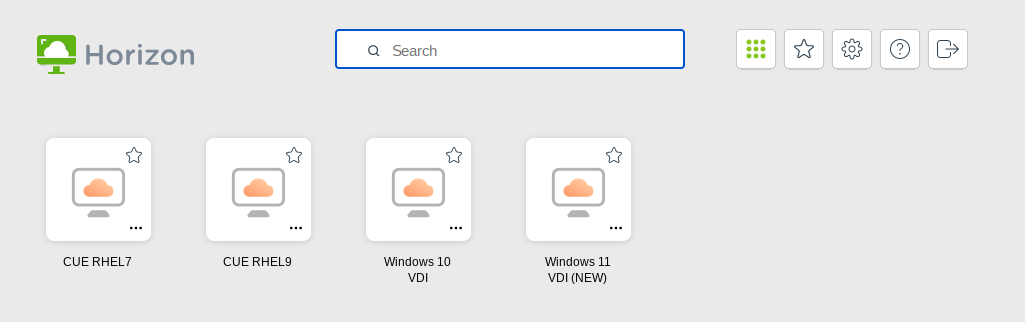 Horizon
Search
CUE RHEL7
CUE RHEL9
Windows 10
VDI
Windows 11
VDI (NEW)